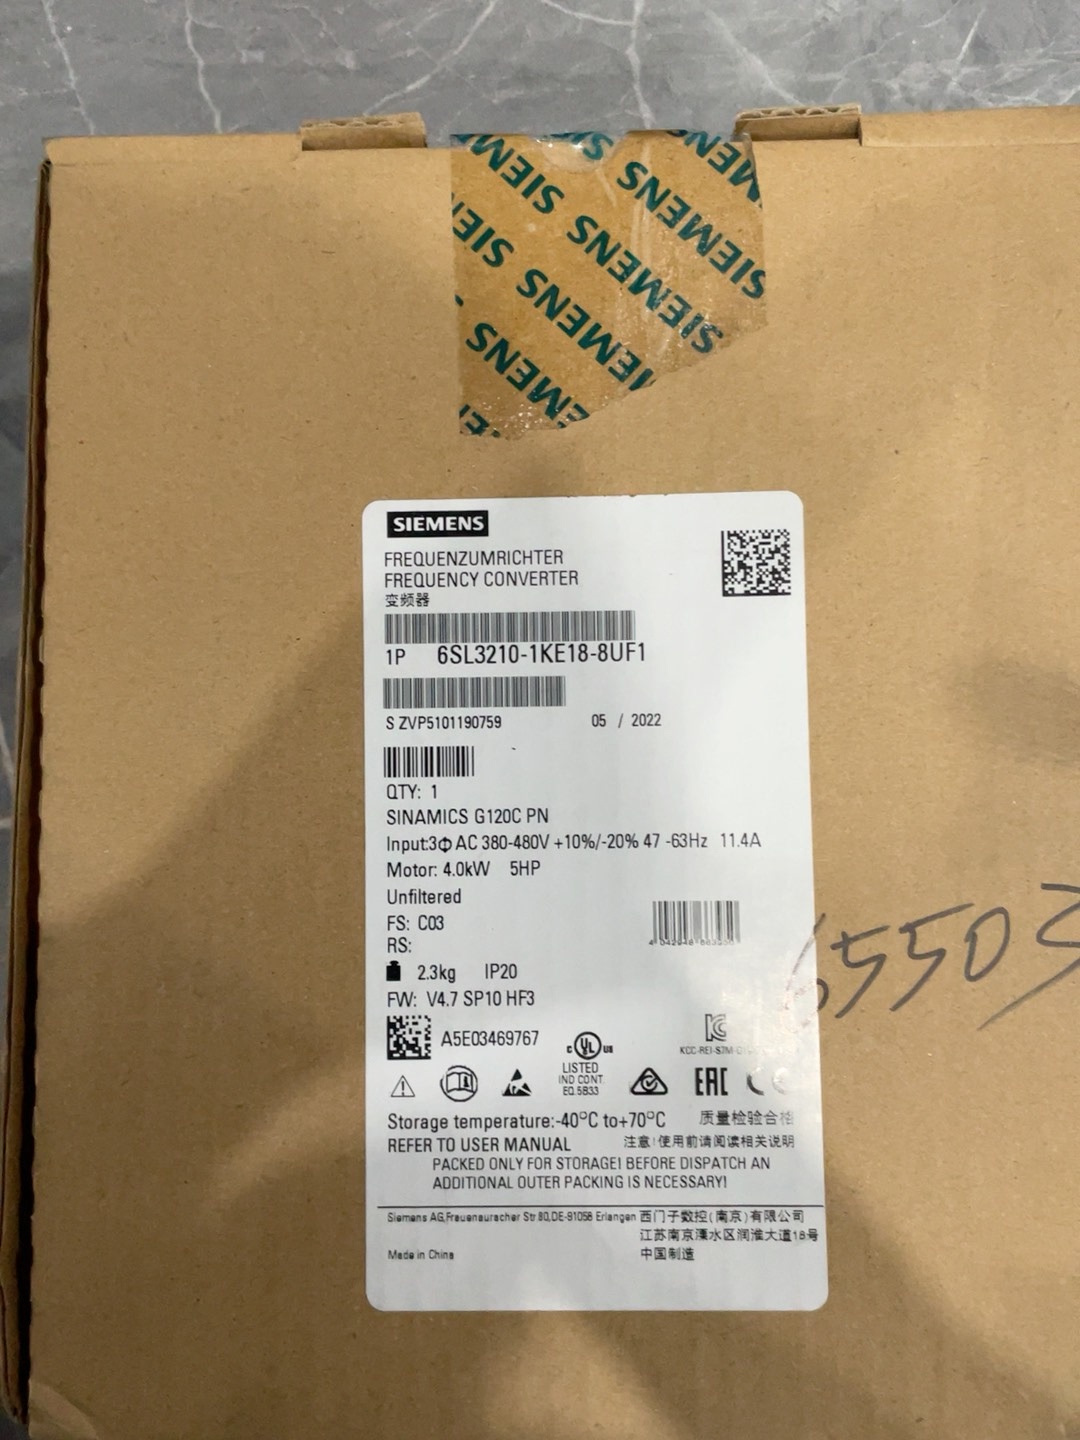 SIEMENS SIEMENS
SIEMENS SIEMENS
SIEMENS
SIEMENS
FREQUENZUMRICHTER
FREQUENCY CONVERTER
变频器
1P 6SL3210-1KE18-8UF1
S ZVP5101190759 05 / 2022
QTY: 1
SINAMICS G120C PN
Input:3Φ AC 380-480V +10%/-20% 47 -63Hz 11.4A
Motor: 4.0kW 5HP
Unfiltered
FS: C03
RS:
2.3kg IP20
FW: V4.7 SP10 HF3
A5E03469767
C UL US
LISTED
IND CONT.
EQ. 5B33
KCC-REI-S7M-
EAC
Storage temperature:-40°C to+70°C 质量检验合格
REFER TO USER MANUAL 注意!使用前请阅读相关说明
PACKED ONLY FOR STORAGE! BEFORE DISPATCH AN
ADDITIONAL OUTER PACKING IS NECESSARY!
Siemens AG,Frauenauracher Str.80,DE-91056 Erlangen 西门子数控(南京)有限公司
江苏南京溧水区润淮大道18号
Made in China 中国制造
65503